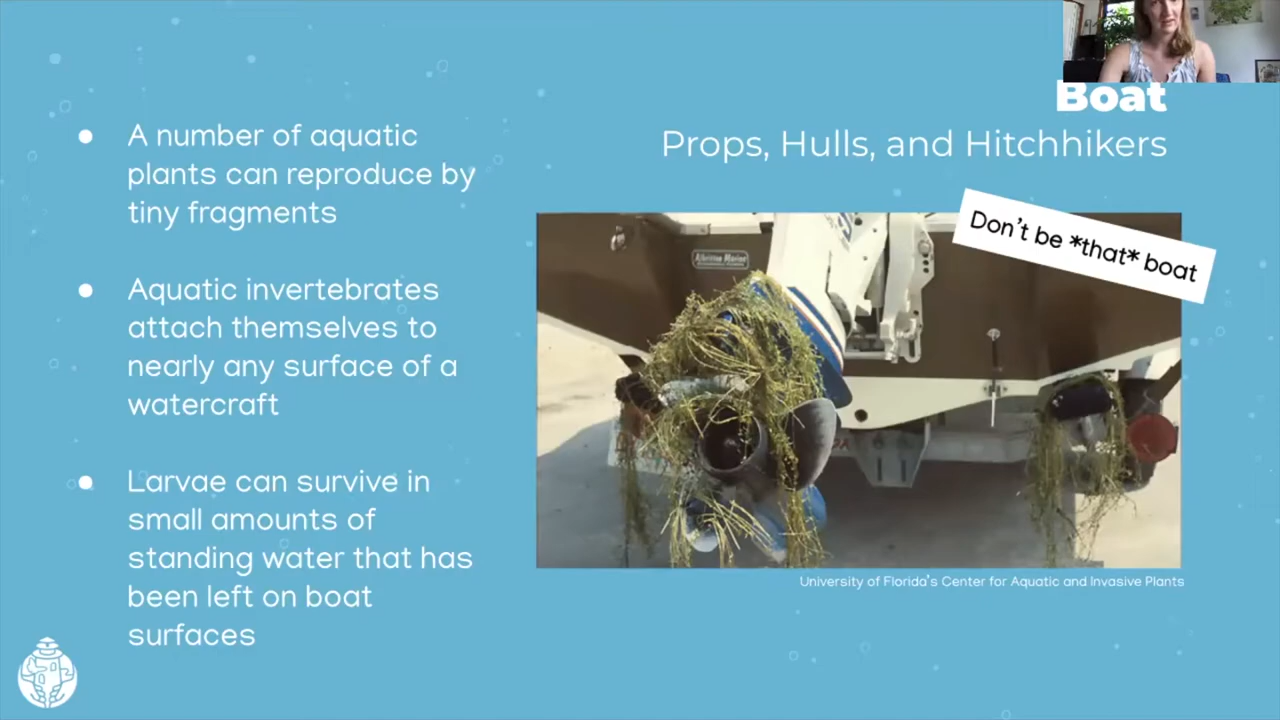 Boat
Props, Hulls, and Hitchhikers
● A number of aquatic
plants can reproduce by
tiny fragments
● Aquatic invertebrates
attach themselves to
nearly any surface of a
watercraft
● Larvae can survive in
small amounts of
standing water that has
been left on boat
surfaces
Don't be *that* boat
University of Florida's Center for Aquatic and Invasive Plants